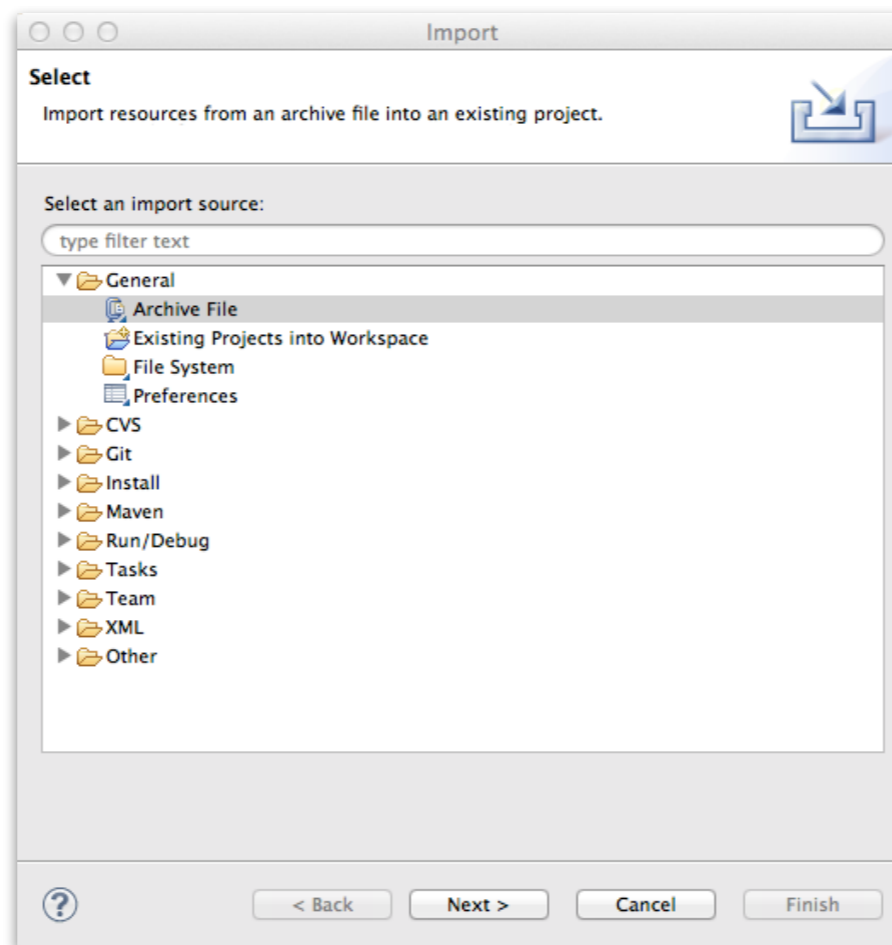 Import
Select
Import resources from an archive file into an existing project.
Select an import source:
type filter text
General
Archive File
Existing Projects into Workspace
File System
Preferences
CVS
Git
Install
Maven
Run/Debug
Tasks
Team
XML
Other
?
< Back Next > Cancel Finish